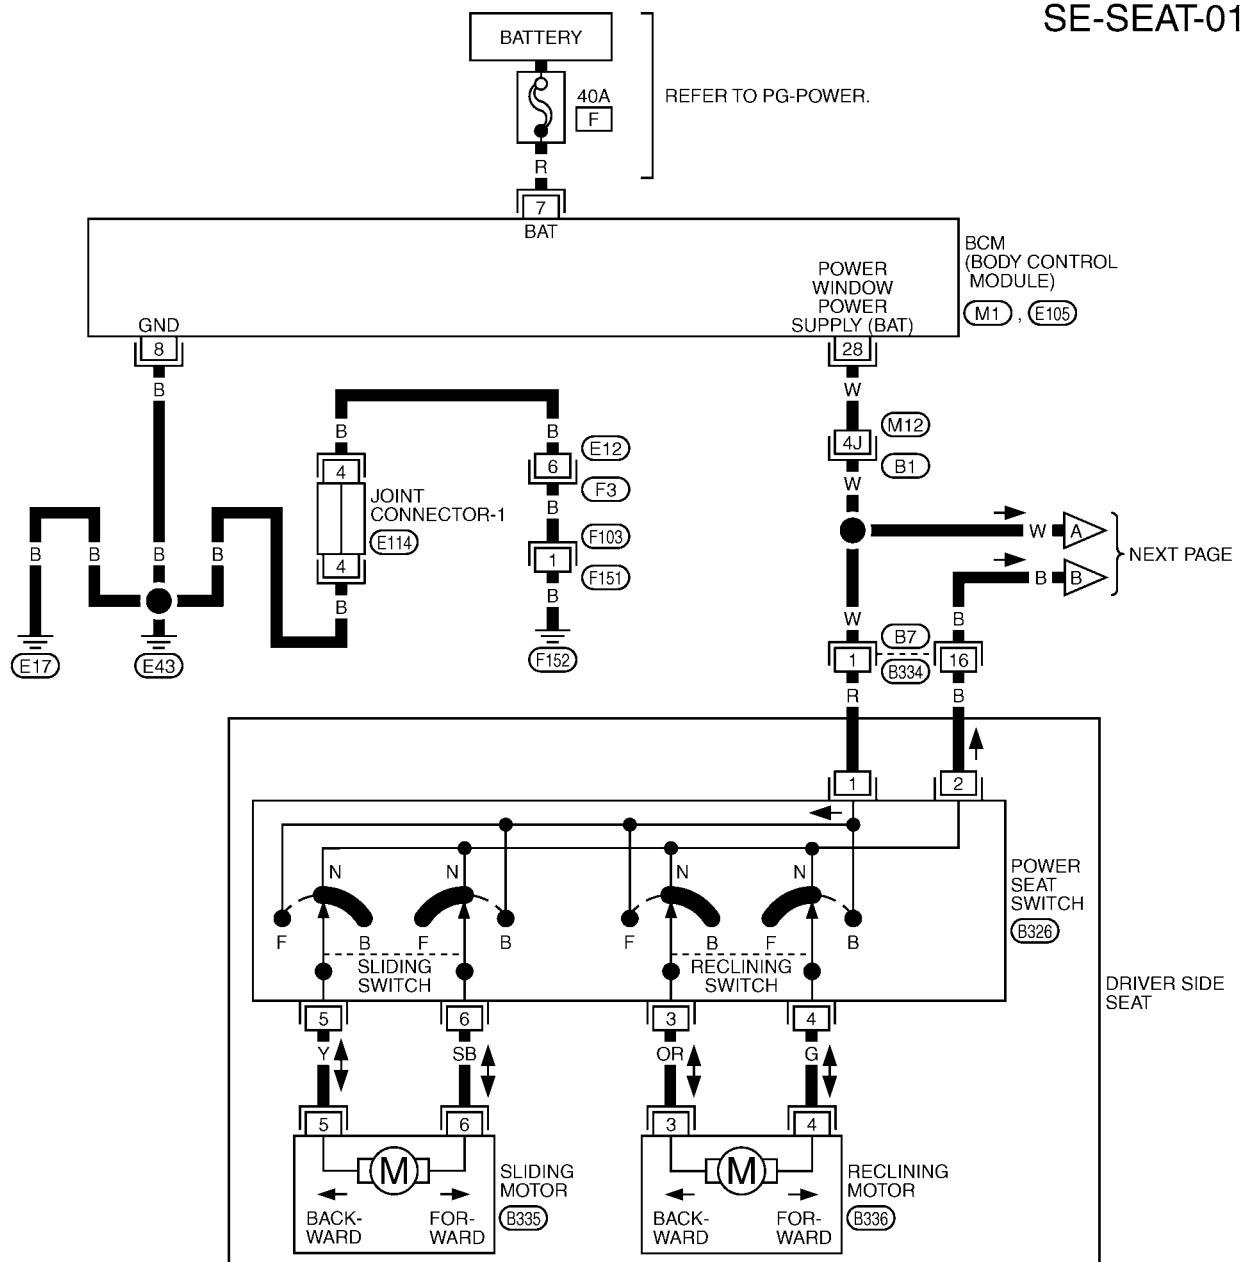 SE-SEAT-01
BATTERY
40A
F
REFER TO PG-POWER.
R
7
BAT
BCM
(BODY CONTROL
MODULE)
M1 , E105
POWER
WINDOW
POWER
SUPPLY (BAT)
GND
8
28
B
W
4J
M12
B1
W
B
B
4
6
E12
F3
JOINT
CONNECTOR-1
E114
4
B
F103
1
F151
B
B
B
B
B
B
W
A
B
B
NEXT PAGE
E17
E43
F152
W
B
1
B7
B334
16
R
B
1
2
N
N
N
N
F
B
F
B
F
B
F
B
SLIDING
SWITCH
RECLINING
SWITCH
POWER
SEAT
SWITCH
B326
DRIVER SIDE
SEAT
5
6
3
4
Y
SB
OR
G
5
6
3
4
M
M
SLIDING
MOTOR
B335
RECLINING
MOTOR
B336
BACK-
WARD
FOR-
WARD
BACK-
WARD
FOR-
WARD